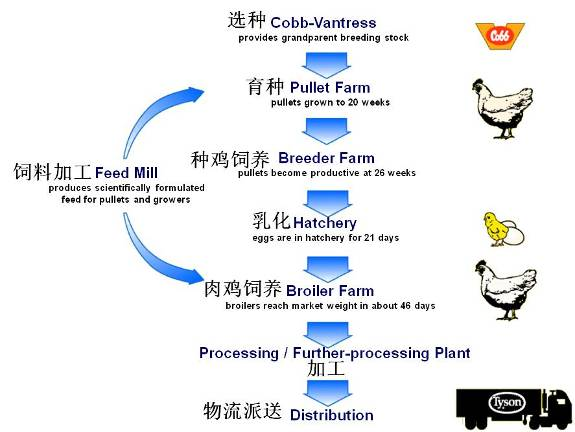 选种 Cobb-Vantress
provides grandparent breeding stock
Cobb
育种 Pullet Farm
pullets grown to 20 weeks
种鸡饲养 Breeder Farm
pullets become productive at 26 weeks
饲料加工 Feed Mill
produces scientifically formulated
feed for pullets and growers
乳化 Hatchery
eggs are in hatchery for 21 days
肉鸡饲养 Broiler Farm
broilers reach market weight in about 46 days
Processing / Further-processing Plant
加工
物流派送 Distribution
Tyson